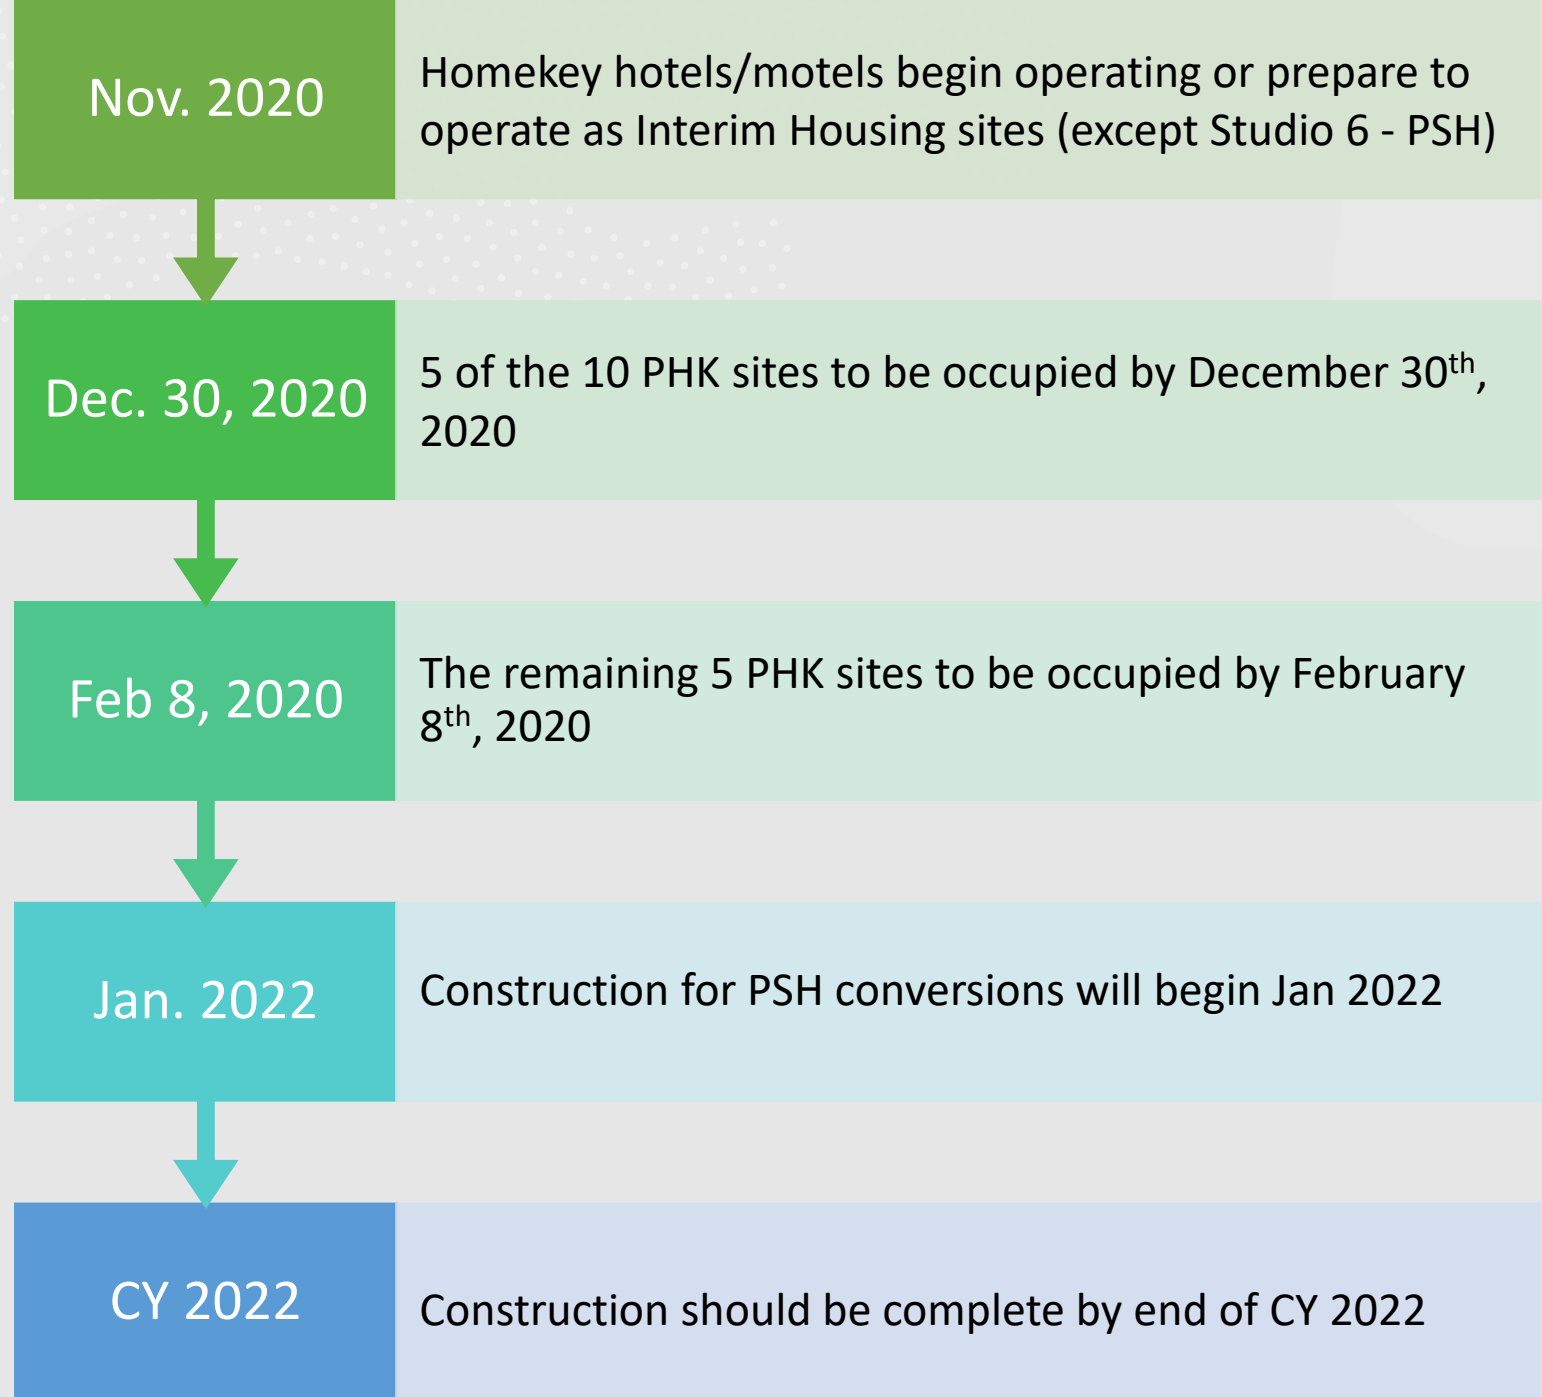 Nov. 2020
Homekey hotels/motels begin operating or prepare to
operate as Interim Housing sites (except Studio 6 - PSH)
Dec. 30, 2020
5 of the 10 PHK sites to be occupied by December 30th,
2020
Feb 8, 2020
The remaining 5 PHK sites to be occupied by February
8th, 2020
Jan. 2022
Construction for PSH conversions will begin Jan 2022
CY 2022
Construction should be complete by end of CY 2022